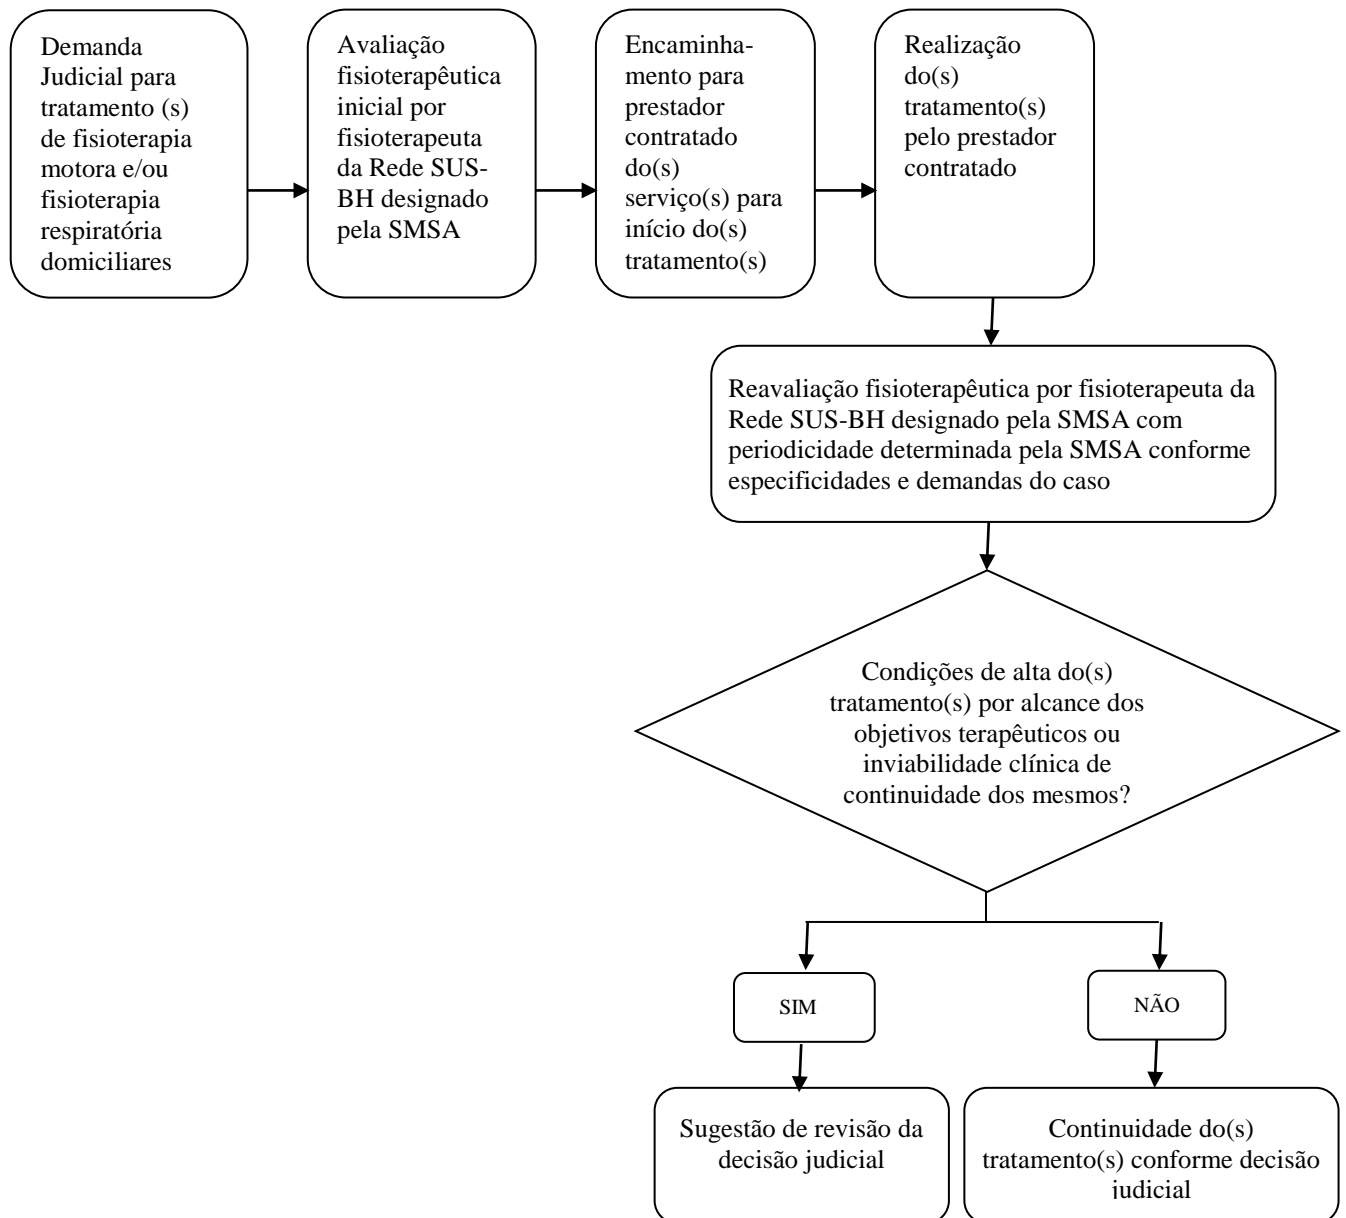 Demanda
Judicial para
tratamento (s)
de fisioterapia
motora e/ou
fisioterapia
respiratória
domiciliares
Avaliação
fisioterapêutica
inicial por
fisioterapeuta
da Rede SUS-
BH designado
pela SMSA
Encaminha-
mento para
prestador
contratado
do(s)
serviço(s) para
início do(s)
tratamento(s)
Realização
do(s)
tratamento(s)
pelo prestador
contratado
Reavaliação fisioterapêutica por fisioterapeuta da
Rede SUS-BH designado pela SMSA com
periodicidade determinada pela SMSA conforme
especificidades e demandas do caso
Condições de alta do(s)
tratamento(s) por alcance dos
objetivos terapêuticos ou
inviabilidade clínica de
continuidade dos mesmos?
SIM
NÃO
Sugestão de revisão da
decisão judicial
Continuidade do(s)
tratamento(s) conforme decisão
judicial